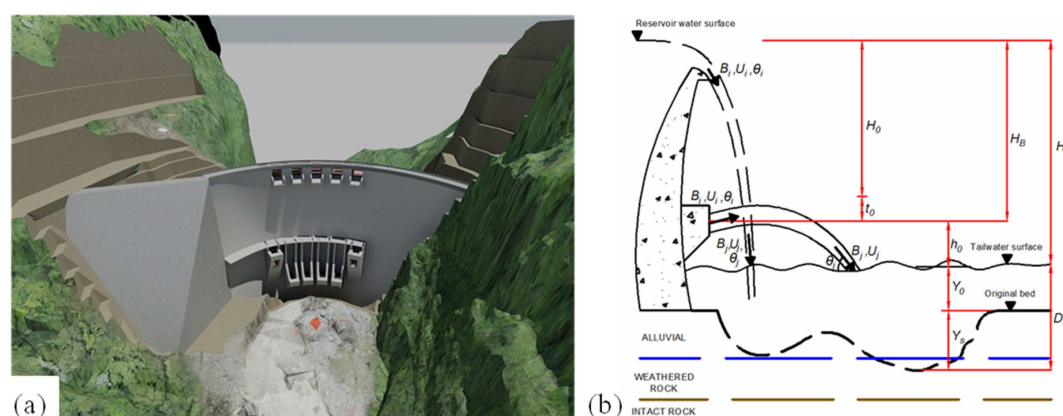 (a)
Reservoir water surface
B_i, U_i, θ_i
H_0
H_B
H
B_i, U_i, θ_i
t_0
B_j, U_j,
θ_j
θ_j
B_j, U_j
h_0
Tailwater surface
Y_0
Original bed
D
Y_s
ALLUVIAL
WEATHERED
ROCK
INTACT ROCK
(b)